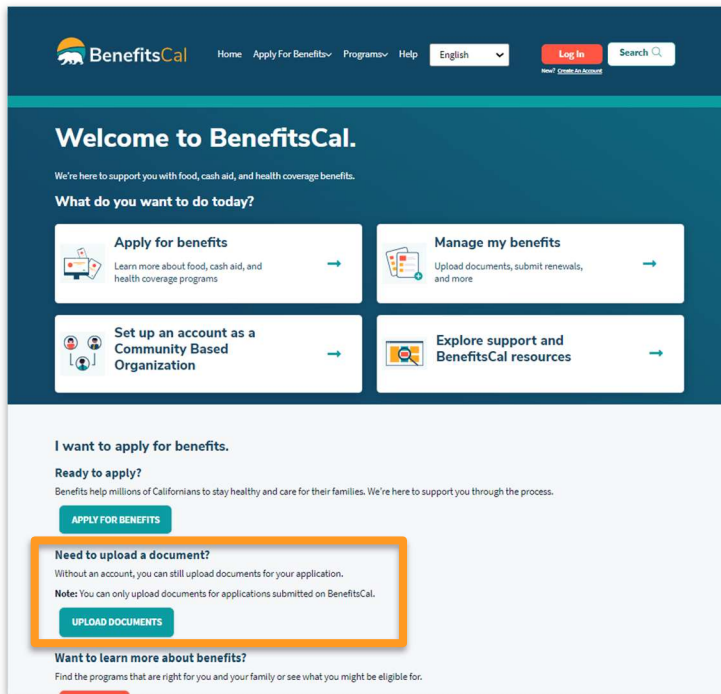 BenefitsCal
Home Apply For Benefits Programs Help English Log In Search
New? Create An Account
Welcome to BenefitsCal.
We're here to support you with food, cash aid, and health coverage benefits.
What do you want to do today?
Apply for benefits
Learn more about food, cash aid, and
health coverage programs
Manage my benefits
Upload documents, submit renewals,
and more
Set up an account as a
Community Based
Organization
Explore support and
BenefitsCal resources
I want to apply for benefits.
Ready to apply?
Benefits help millions of Californians to stay healthy and care for their families. We're here to support you through the process.
APPLY FOR BENEFITS
Need to upload a document?
Without an account, you can still upload documents for your application.
Note: You can only upload documents for applications submitted on BenefitsCal.
UPLOAD DOCUMENTS
Want to learn more about benefits?
Find the programs that are right for you and your family or see what you might be eligible for.